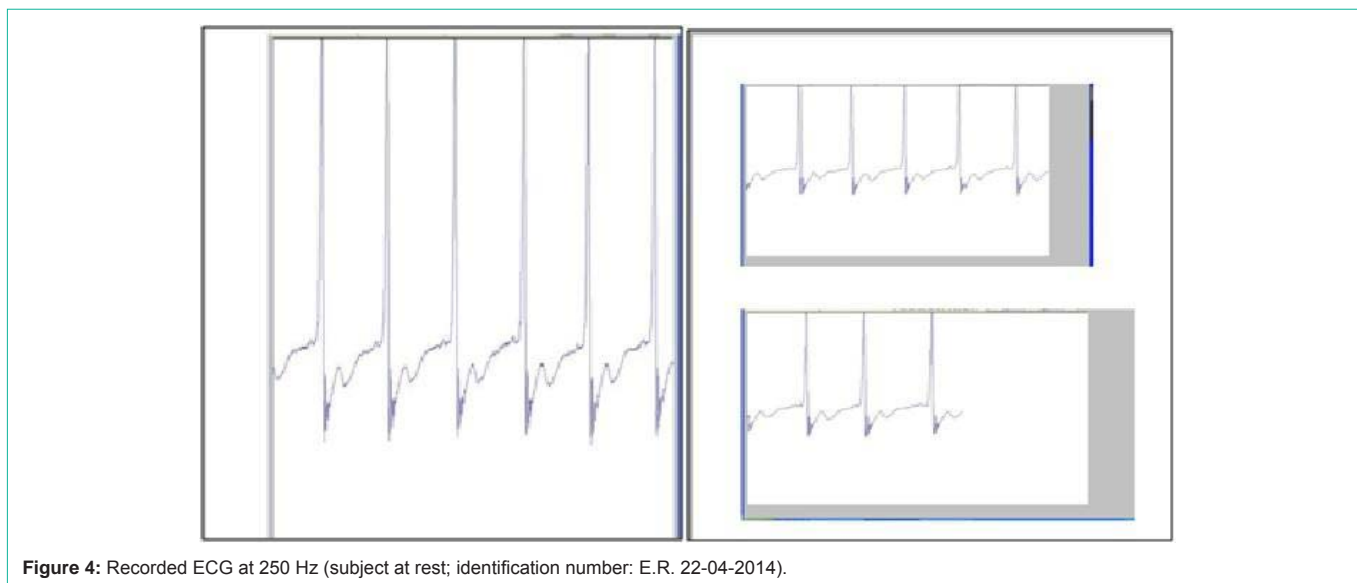 Figure 4: Recorded ECG at 250 Hz (subject at rest; identification number: E.R. 22-04-2014).